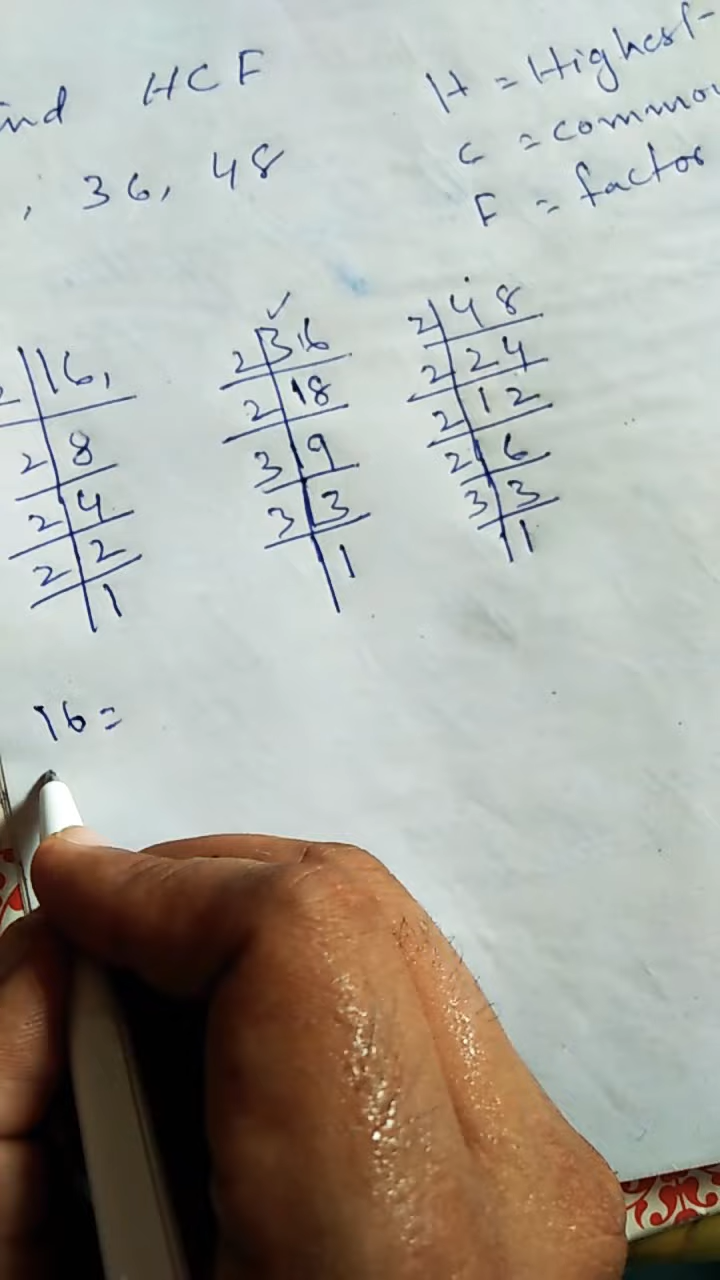 ind HCF
, 36, 48
H = Highest-
C = common
F = factor
2 | 16,
2 | 8
2 | 4
2 | 2
1
2 | 36
2 | 18
3 | 9
3 | 3
1
2 | 48
2 | 24
2 | 12
2 | 6
3 | 3
1
16 =